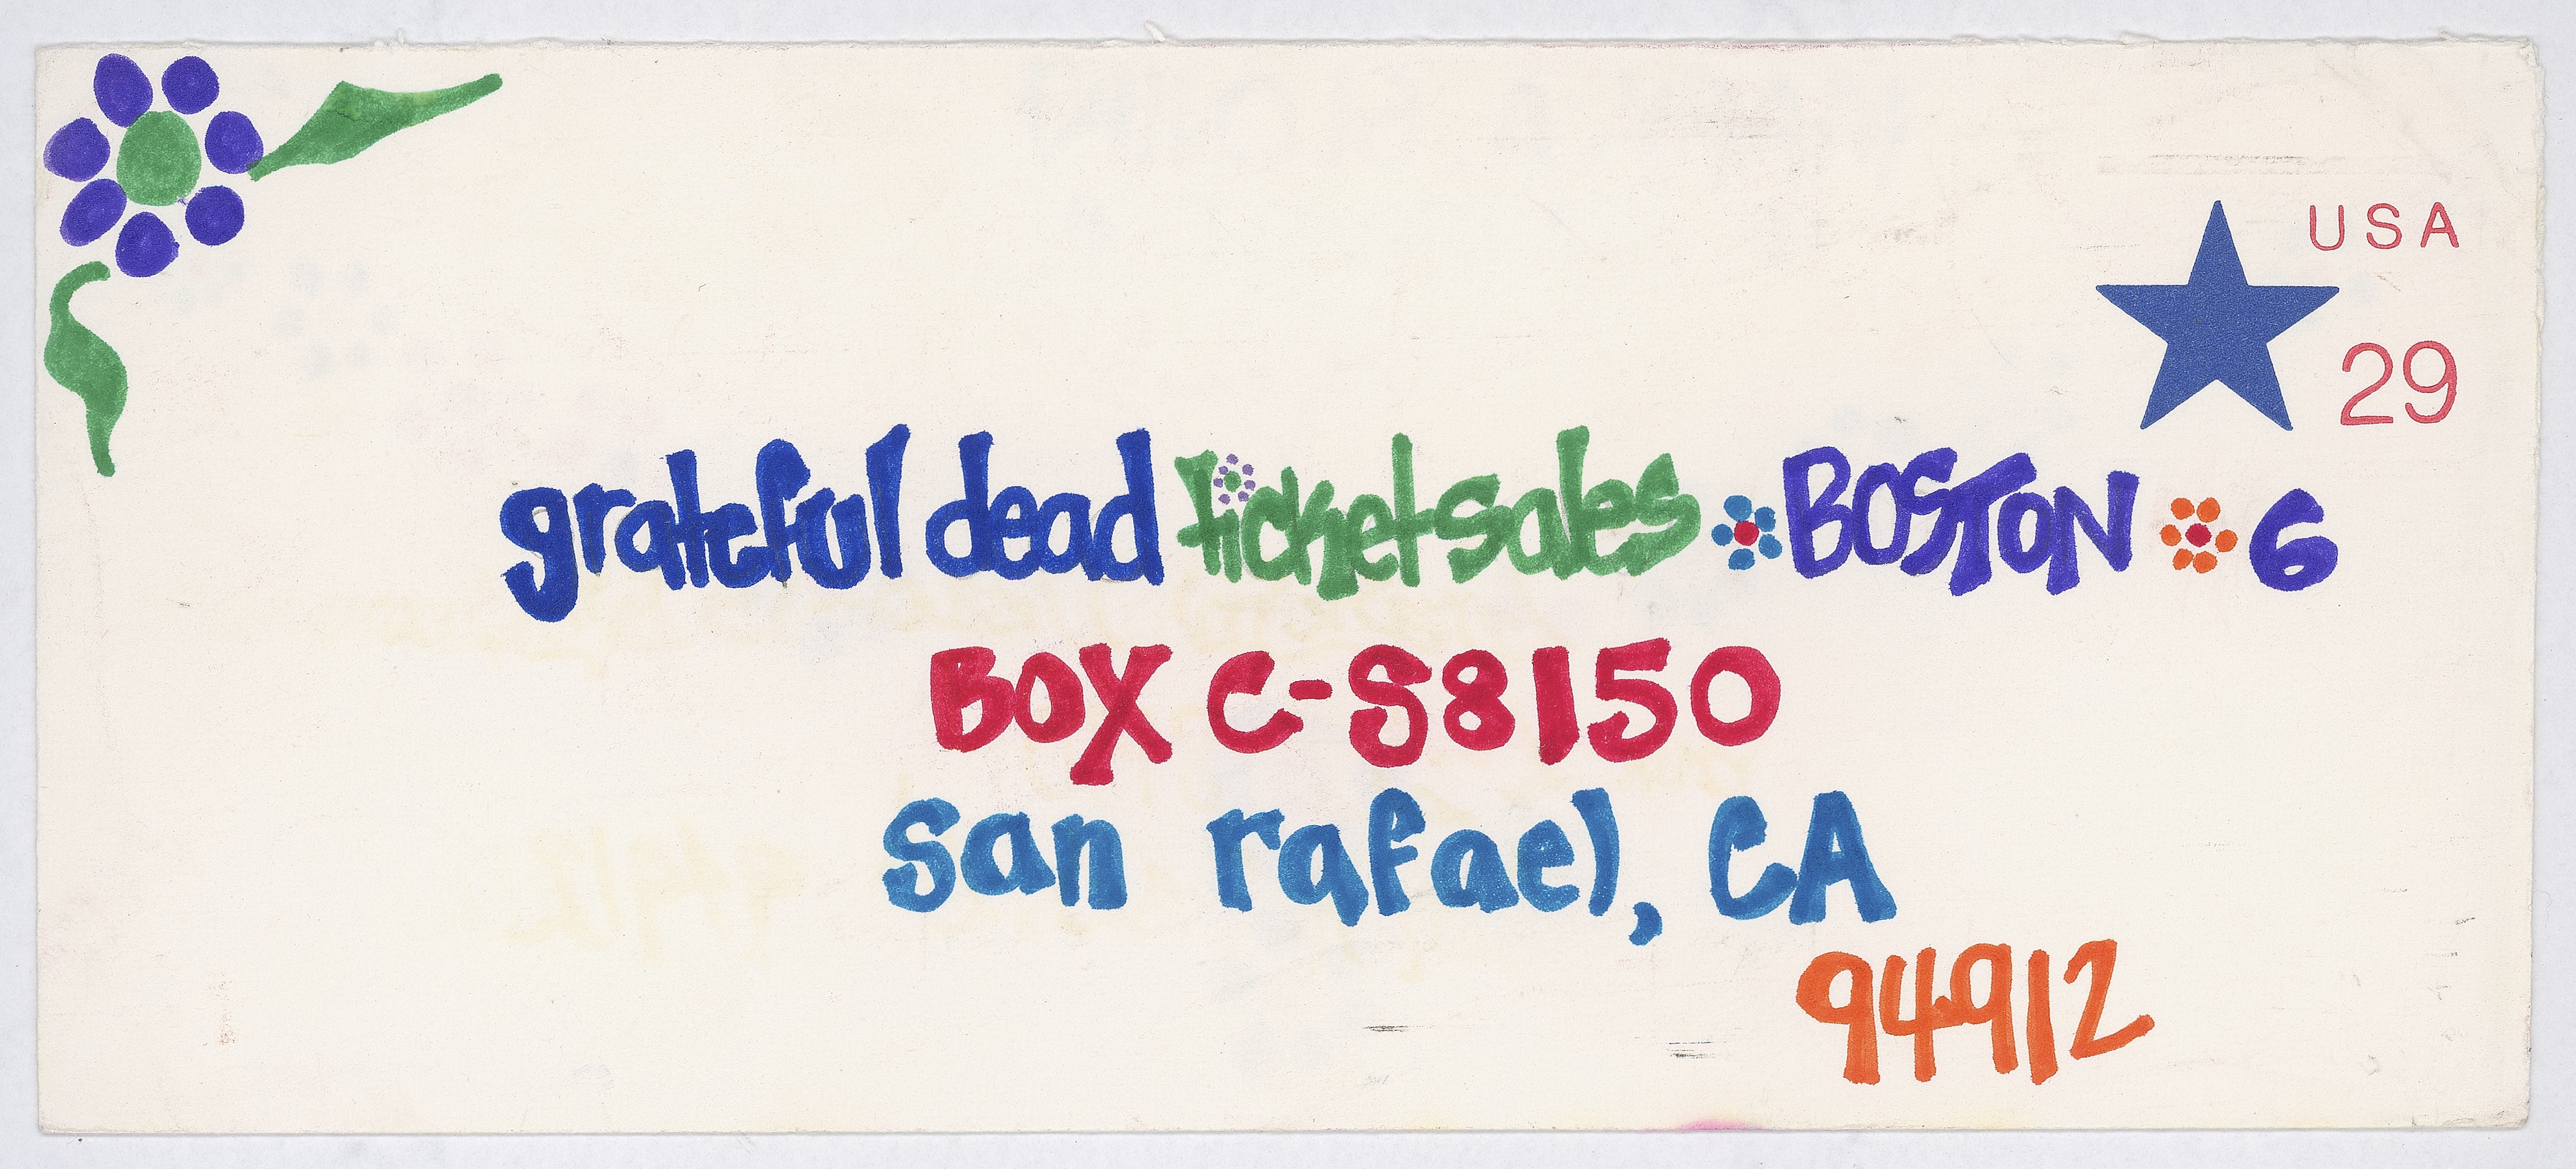 USA
29
grateful dead ticket sales BOSTON 6
BOX C-S8150
san rafael, CA
94912